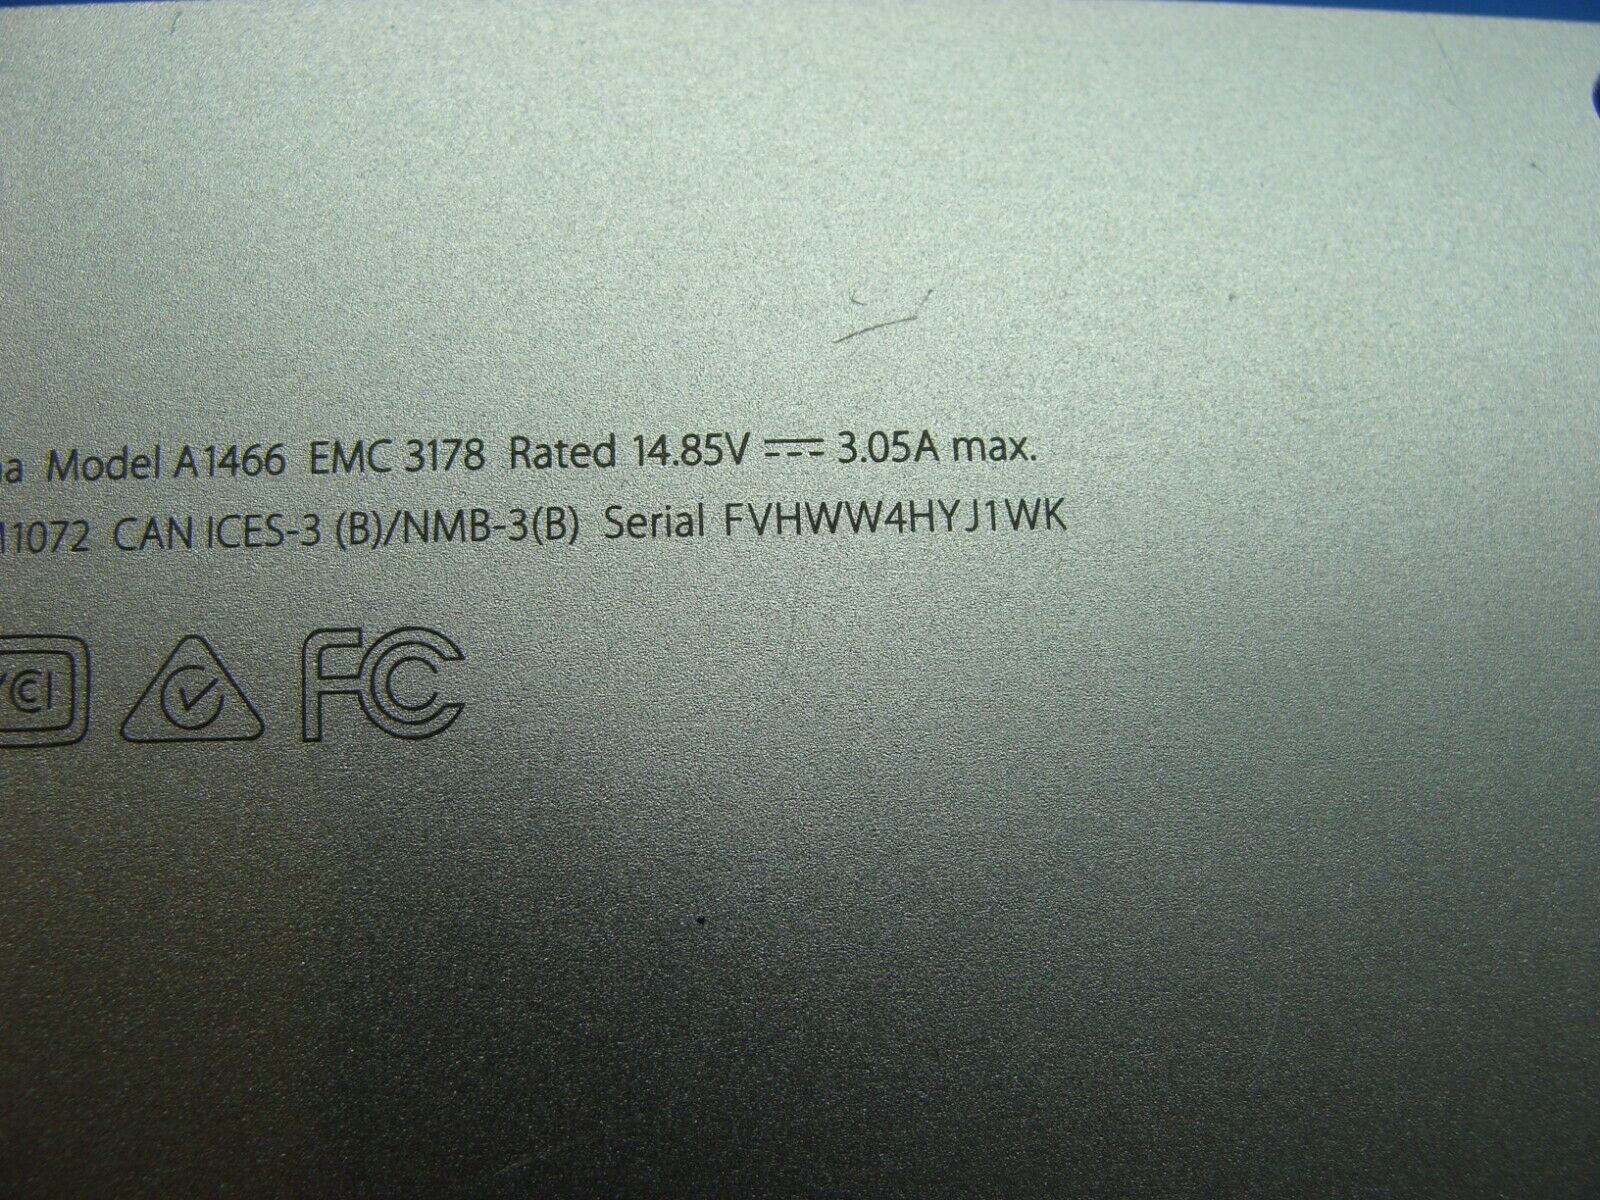 Model A1466 EMC 3178 Rated 14.85V ⎓ 3.05A max.
CAN ICES-3 (B)/NMB-3(B) Serial FVHWW4HYJ1WK
FC